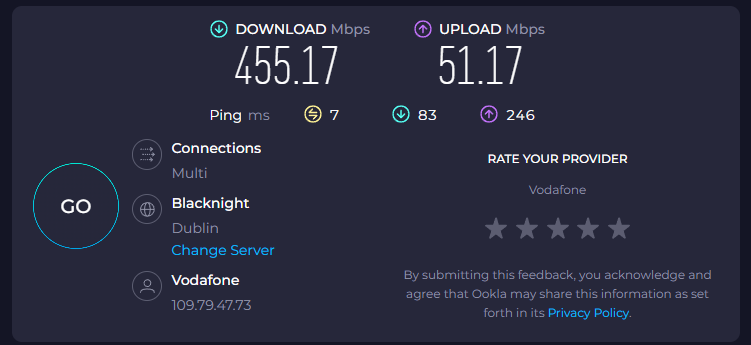 DOWNLOAD Mbps
UPLOAD Mbps
455.17
51.17
Ping ms 7 83 246
Connections
Multi
Blacknight
Dublin
Change Server
Vodafone
109.79.47.73
GO
RATE YOUR PROVIDER
Vodafone
By submitting this feedback, you acknowledge and
agree that Ookla may share this information as set
forth in its Privacy Policy.